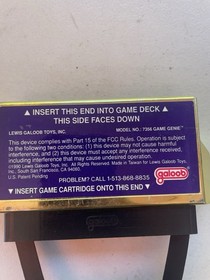 ▲ INSERT THIS END INTO GAME DECK ▲
THIS SIDE FACES DOWN
LEWIS GALOOB TOYS, INC. MODEL NO.: 7356 GAME GENIE™
This device complies with Part 15 of the FCC Rules. Operation is subject
to the following two conditions: (1) this device may not cause harmful
interference, and (2) this device must accept any interference received,
including interference that may cause undesired operation.
©1990 Lewis Galoob Toys, Inc. Made in Taiwan for Lewis Galoob Toys,
Inc., South San Francisco, CA 94080.
U.S. Patent Pending
PROBLEM? CALL 1-513-868-8835
galoob
▼ INSERT GAME CARTRIDGE ONTO THIS END ▼
galoob